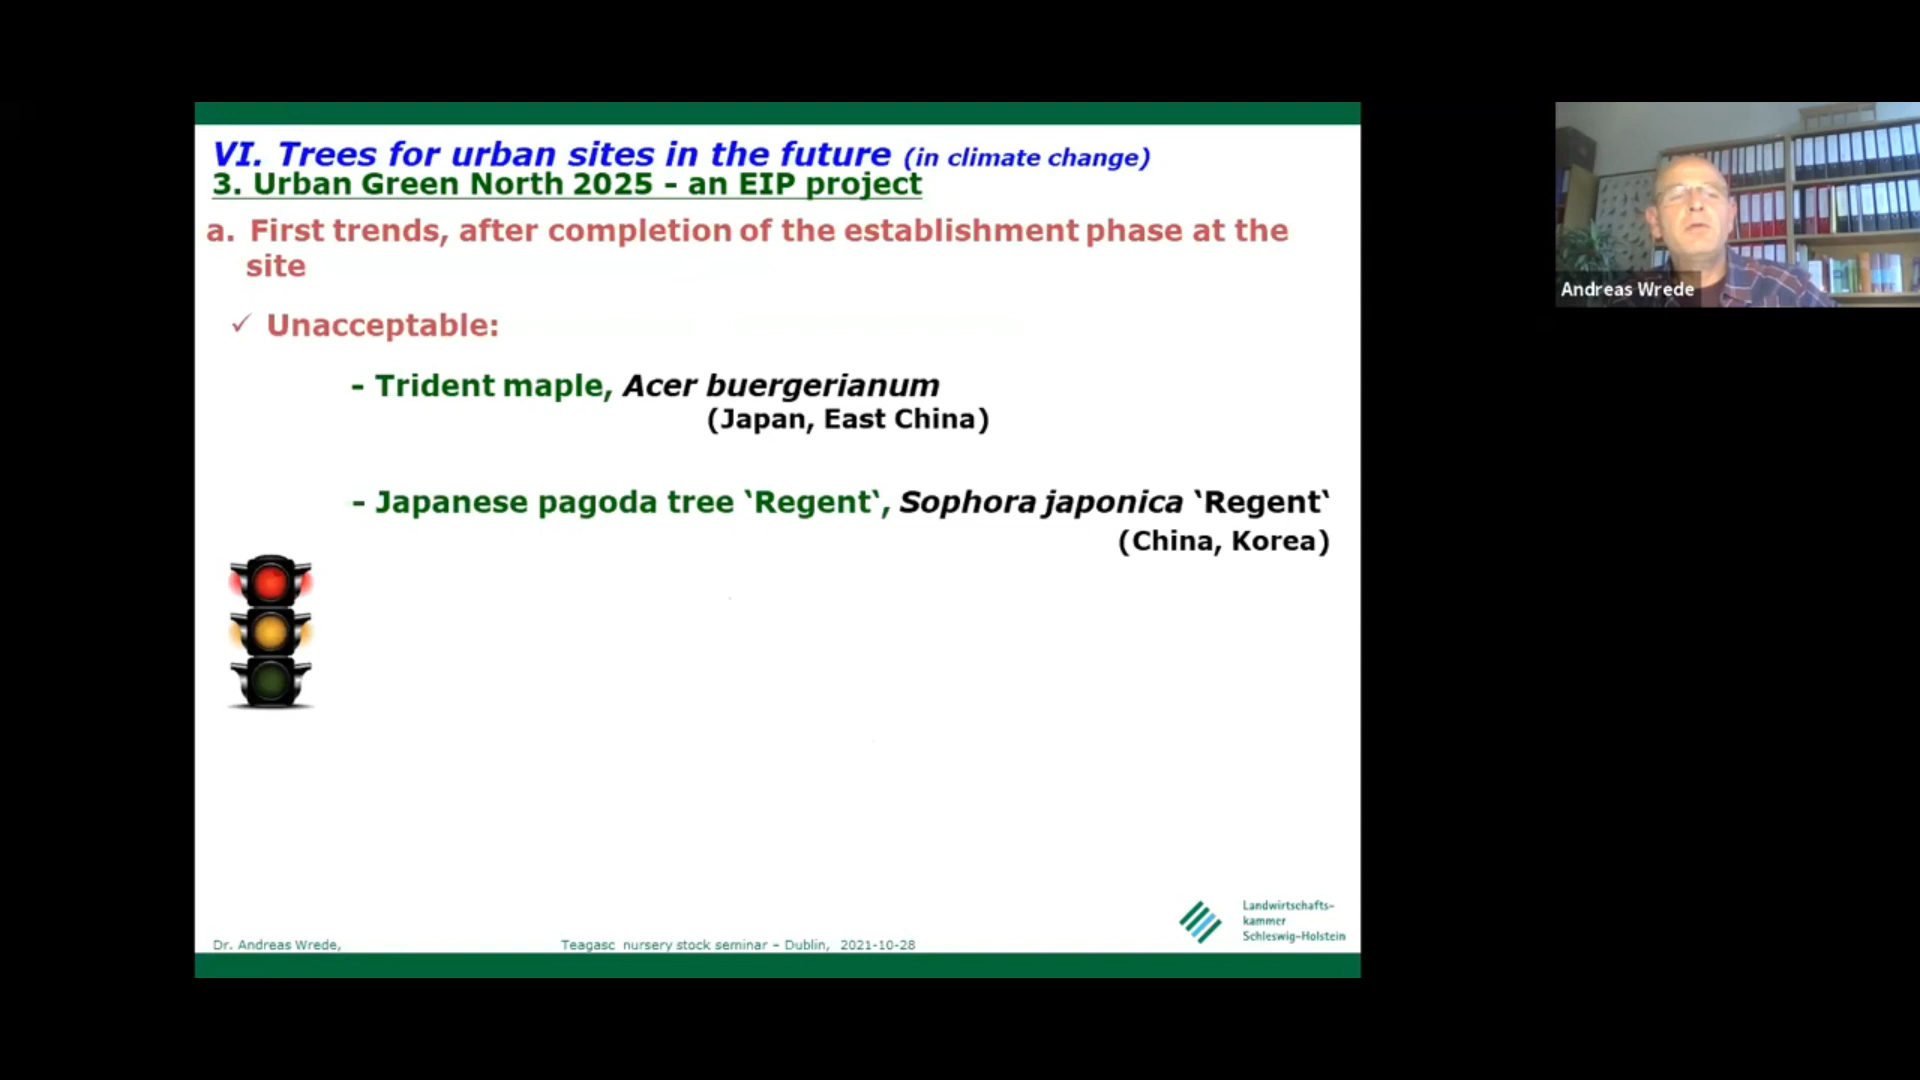 VI. Trees for urban sites in the future (in climate change)
3. Urban Green North 2025 - an EIP project
a. First trends, after completion of the establishment phase at the
site
✓ Unacceptable:
- Trident maple, Acer buergerianum
(Japan, East China)
- Japanese pagoda tree ‛Regent‛, Sophora japonica ‛Regent‛
(China, Korea)
Landwirtschafts-
kammer
Schleswig-Holstein
Dr. Andreas Wrede,
Teagasc nursery stock seminar – Dublin, 2021-10-28
Andreas Wrede